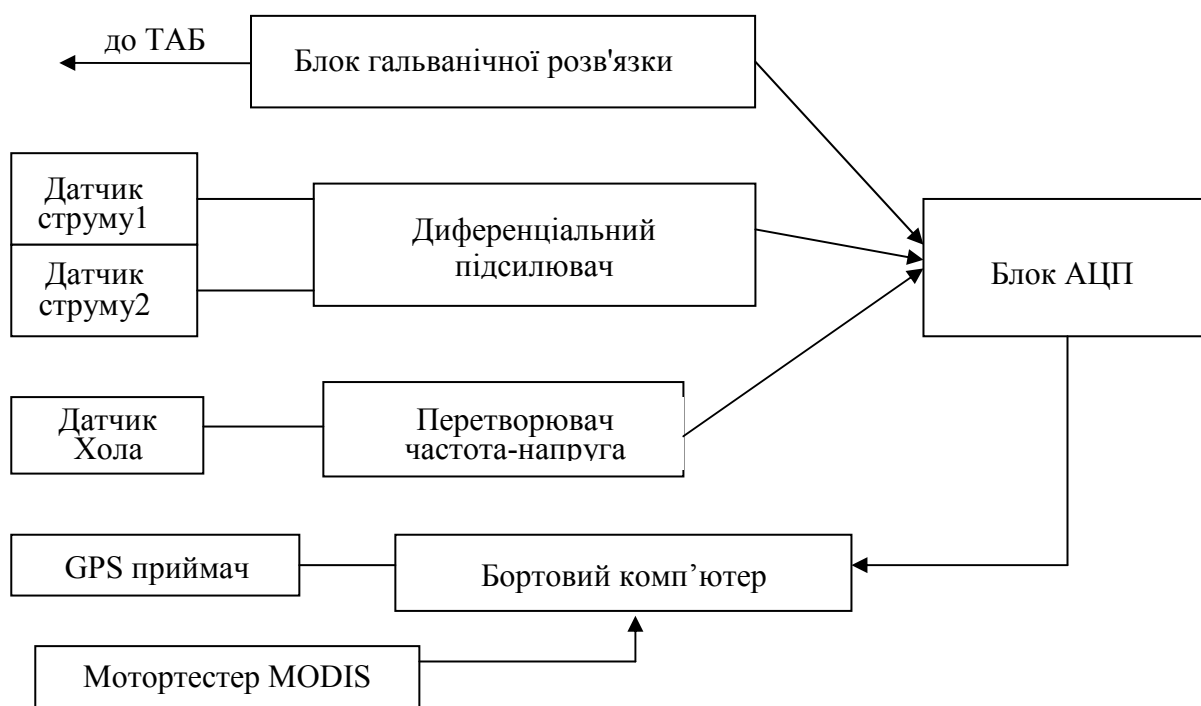 до ТАБ
Блок гальванічної розв'язки
Датчик
струму1
Датчик
струму2
Диференціальний
підсилювач
Блок АЦП
Датчик
Хола
Перетворювач
частота-напруга
GPS приймач
Бортовий комп’ютер
Мотортестер MODIS